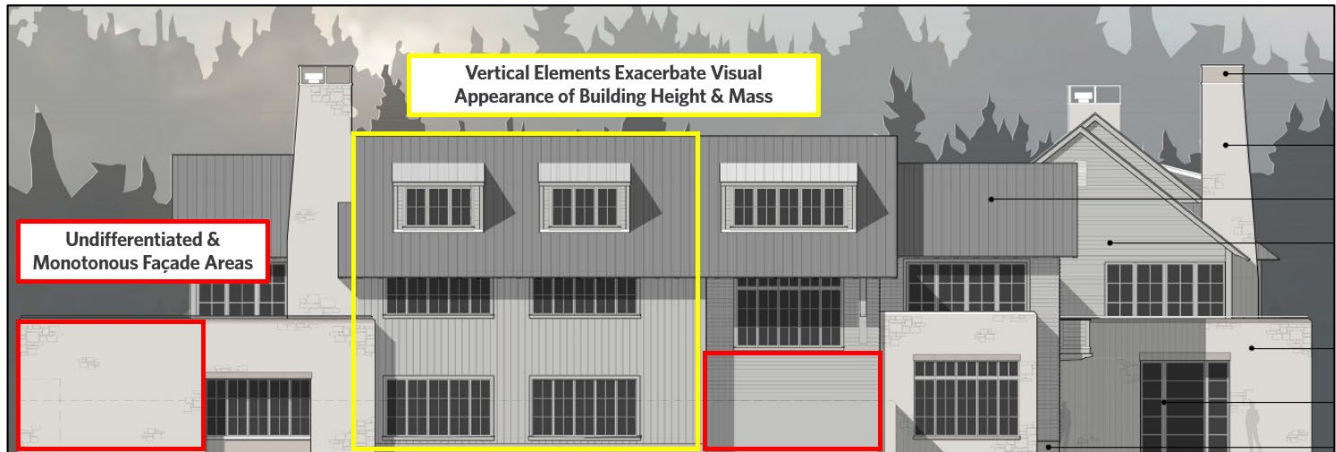 Vertical Elements Exacerbate Visual
Appearance of Building Height & Mass
Undifferentiated &
Monotonous Façade Areas